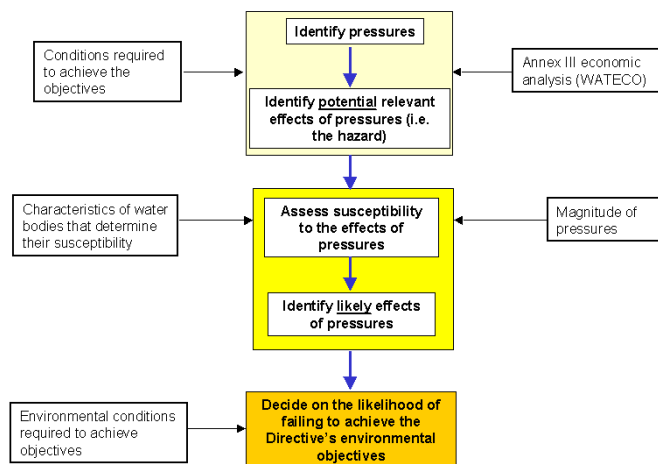 Identify pressures
Conditions required
to achieve the
objectives
Annex III economic
analysis (WATECO)
Identify potential relevant
effects of pressures (i.e.
the hazard)
Characteristics of water
bodies that determine
their susceptibility
Assess susceptibility
to the effects of
pressures
Magnitude of
pressures
Identify likely effects
of pressures
Environmental conditions
required to achieve
objectives
Decide on the likelihood of
failing to achieve the
Directive's environmental
objectives